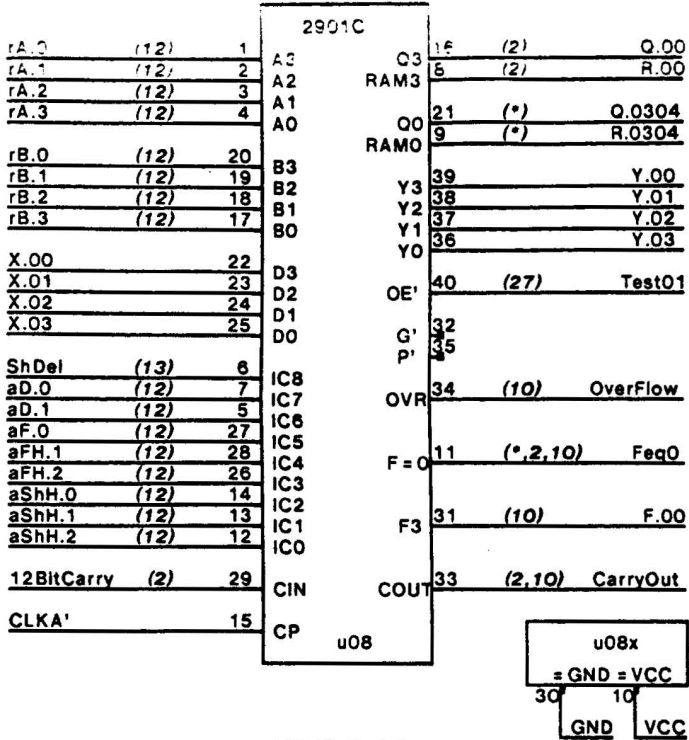 2901C
rA.0 (12) 1 A3 Q3 16 (2) Q.00
rA.1 (12) 2 A2 RAM3 8 (2) R.00
rA.2 (12) 3 A1
rA.3 (12) 4 A0 Q0 21 (*) Q.0304
RAM0 9 (*) R.0304
rB.0 (12) 20 B3
rB.1 (12) 19 B2 Y3 39 Y.00
rB.2 (12) 18 B1 Y2 38 Y.01
rB.3 (12) 17 B0 Y1 37 Y.02
Y0 36 Y.03
X.00 22 D3
X.01 23 D2 OE' 40 (27) Test01
X.02 24 D1
X.03 25 D0 G' 32
P' 35
ShDel (13) 6 IC8
aD.0 (12) 7 IC7 OVR 34 (10) OverFlow
aD.1 (12) 5 IC6
aF.0 (12) 27 IC5
aFH.1 (12) 28 IC4 F=0 11 (*,2,10) Feq0
aFH.2 (12) 26 IC3
aShH.0 (12) 14 IC2
aShH.1 (12) 13 IC1 F3 31 (10) F.00
aShH.2 (12) 12 IC0
12BitCarry (2) 29 CIN COUT 33 (2,10) CarryOut
CLKA' 15 CP
u08 u08x
=GND =VCC
30 10
GND VCC